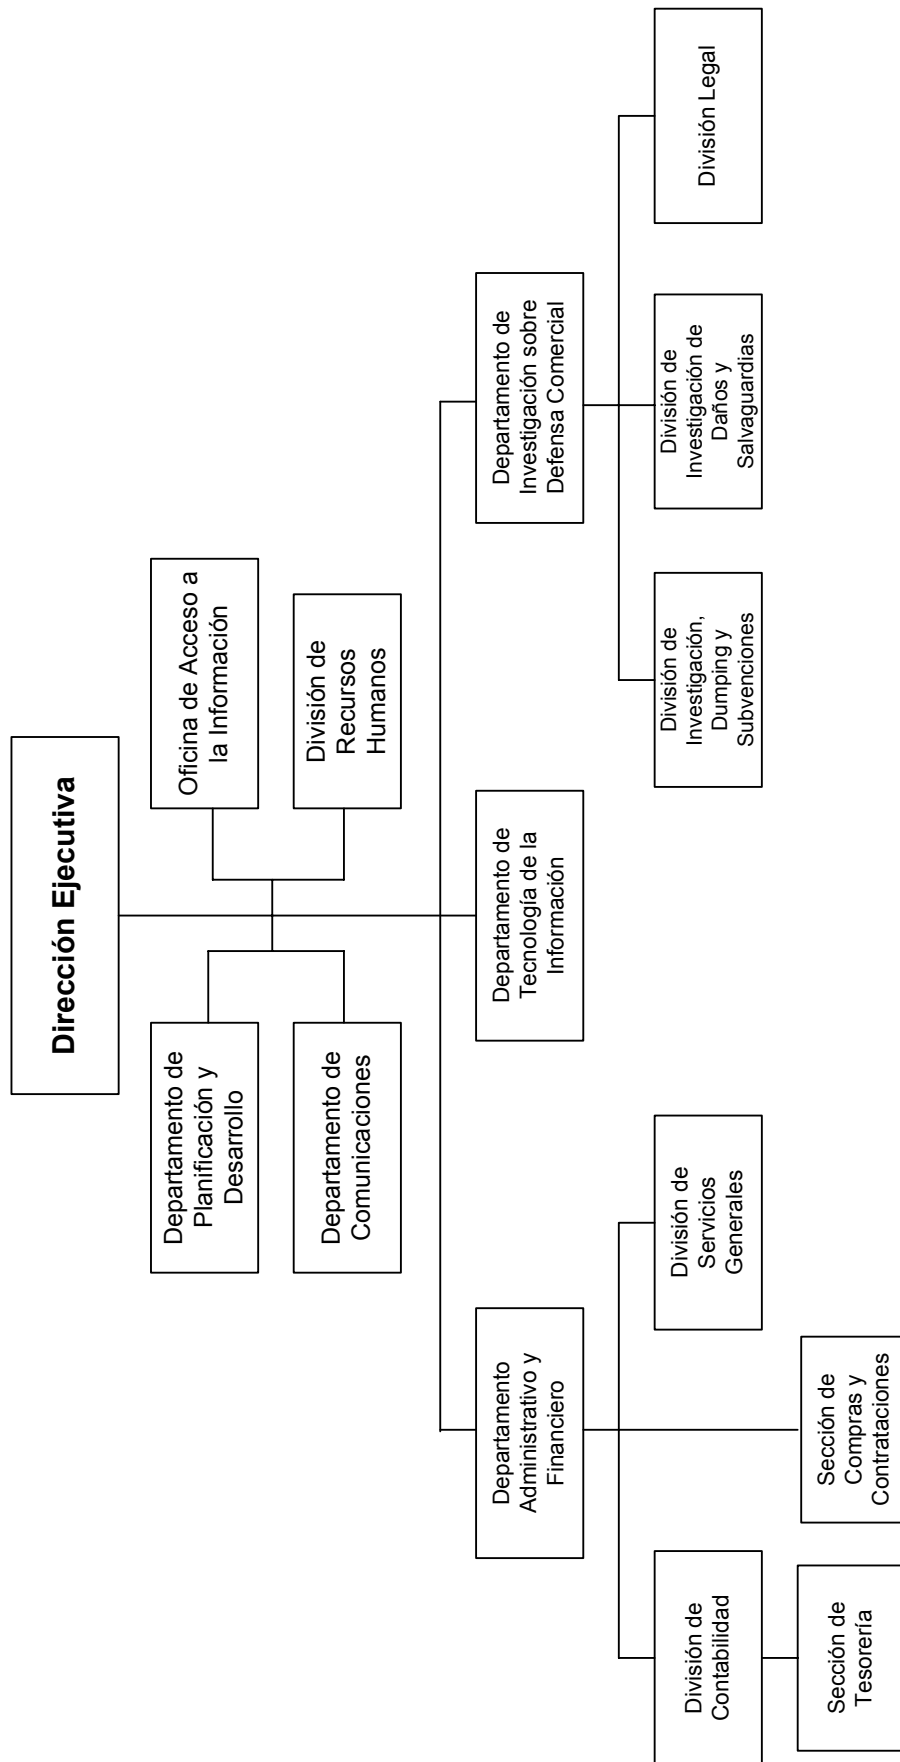 Dirección Ejecutiva
Departamento de
Planificación y
Desarrollo
Oficina de Acceso a
la Información
Departamento de
Comunicaciones
División de
Recursos
Humanos
Departamento
Administrativo y
Financiero
Departamento de
Tecnología de la
Información
Departamento de
Investigación sobre
Defensa Comercial
División de
Contabilidad
División de
Servicios
Generales
División de
Investigación,
Dumping y
Subvenciones
División de
Investigación de
Daños y
Salvaguardias
División Legal
Sección de
Tesorería
Sección de
Compras y
Contrataciones